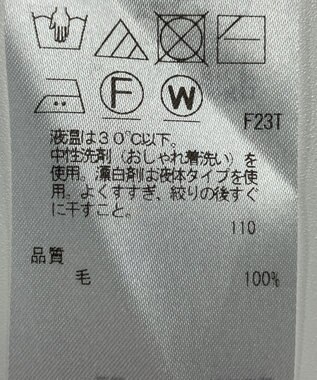 F W
F23T
液温は30℃以下。
中性洗剤（おしゃれ着洗い）を
使用。漂白剤は液体タイプを使
用。よくすすぎ、絞りの後すぐ
に干すこと。
110
品質
毛 100%